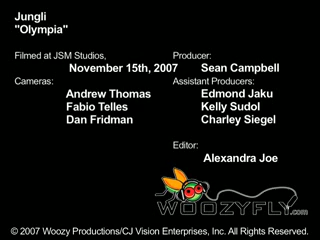 Jungli
"Olympia"
Filmed at JSM Studios,
November 15th, 2007
Cameras:
Andrew Thomas
Fabio Telles
Dan Fridman
Producer:
Sean Campbell
Assistant Producers:
Edmond Jaku
Kelly Sudol
Charley Siegel
Editor:
Alexandra Joe
WOOZYFLY.com
© 2007 Woozy Productions/CJ Vision Enterprises, Inc. All Rights Reserved.